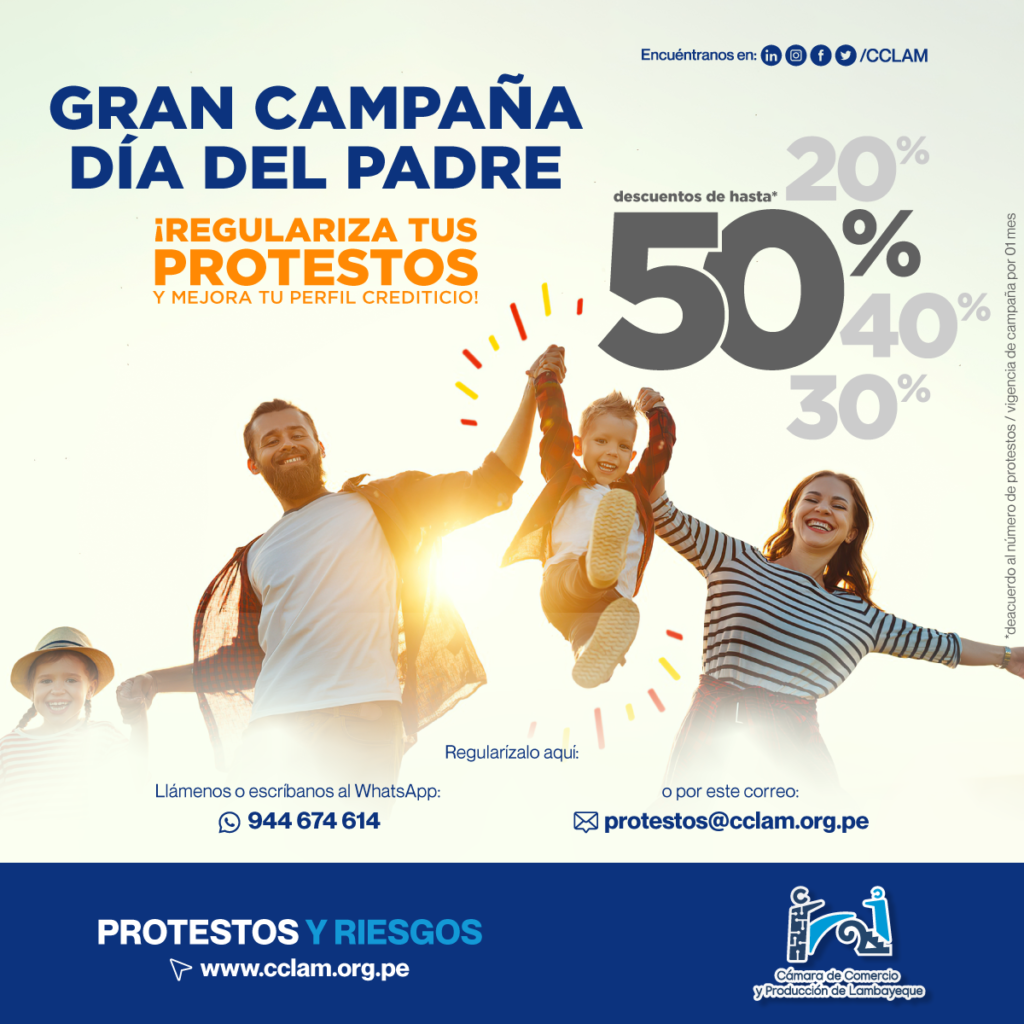 Encuéntranos en: /CCLAM
GRAN CAMPAÑA
DÍA DEL PADRE
¡REGULARIZA TUS
PROTESTOS
Y MEJORA TU PERFIL CREDITICIO!
20%
descuentos de hasta*
50%
40%
30%
*deacuerdo al número de protestos / vigencia de campaña por 01 mes
Regularízalo aquí:
Llámenos o escríbanos al WhatsApp:
944 674 614
o por este correo:
protestos@cclam.org.pe
PROTESTOS Y RIESGOS
www.cclam.org.pe
Cámara de Comercio
y Producción de Lambayeque